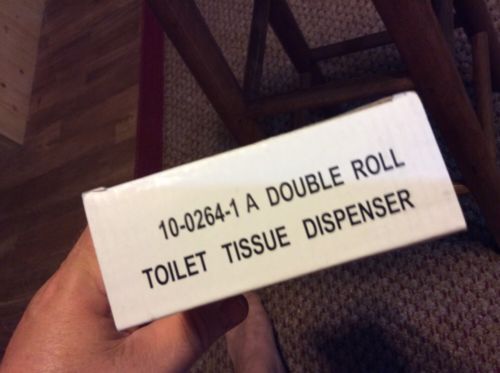 10-0264-1 A DOUBLE ROLL
TOILET TISSUE DISPENSER